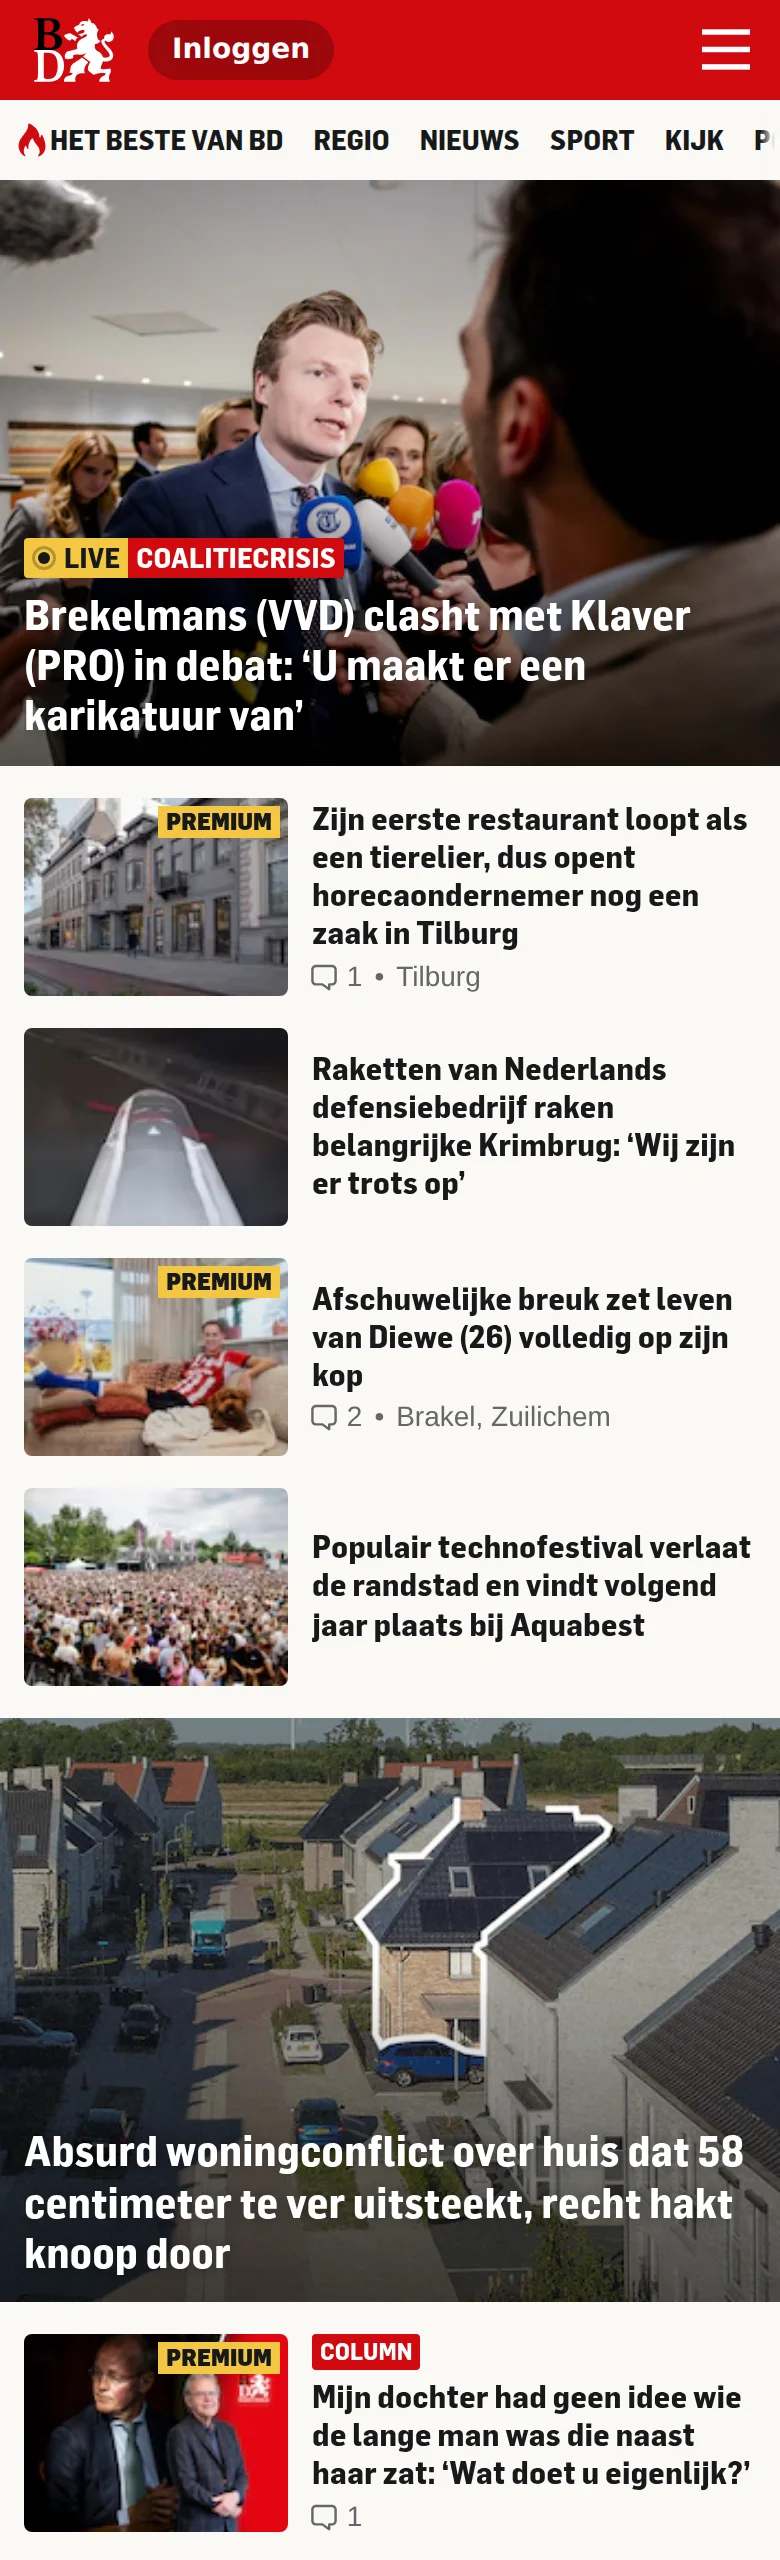 BD
Inloggen
HET BESTE VAN BD REGIO NIEUWS SPORT KIJK
LIVE COALITIECRISIS
Brekelmans (VVD) clasht met Klaver
(PRO) in debat: ‘U maakt er een
karikatuur van’
PREMIUM
Zijn eerste restaurant loopt als
een tierelier, dus opent
horecaondernemer nog een
zaak in Tilburg
1 • Tilburg
Raketten van Nederlands
defensiebedrijf raken
belangrijke Krimbrug: ‘Wij zijn
er trots op’
PREMIUM
Afschuwelijke breuk zet leven
van Diewe (26) volledig op zijn
kop
2 • Brakel, Zuilichem
Populair technofestival verlaat
de randstad en vindt volgend
jaar plaats bij Aquabest
Absurd woningconflict over huis dat 58
centimeter te ver uitsteekt, recht hakt
knoop door
PREMIUM
BD
COLUMN
Mijn dochter had geen idee wie
de lange man was die naast
haar zat: ‘Wat doet u eigenlijk?’
1